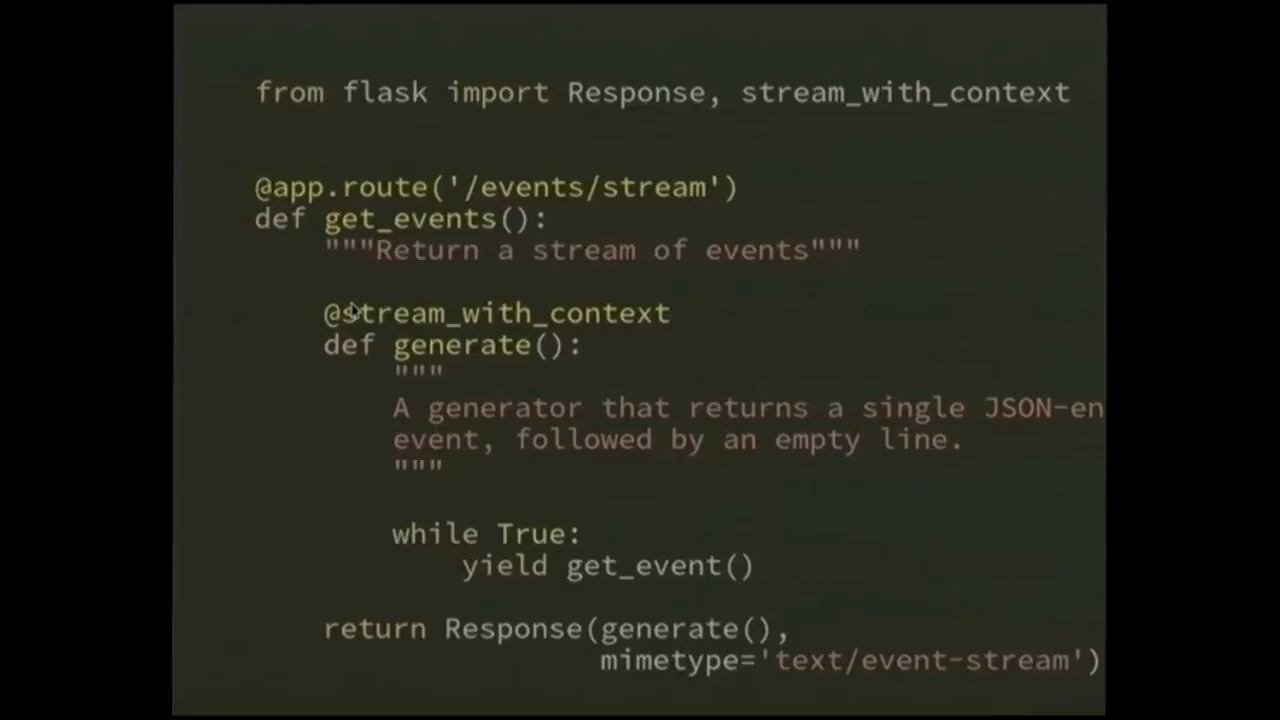 from flask import Response, stream_with_context
@app.route('/events/stream')
def get_events():
"""Return a stream of events"""
@stream_with_context
def generate():
"""
A generator that returns a single JSON-en
event, followed by an empty line.
"""
while True:
yield get_event()
return Response(generate(),
mimetype='text/event-stream')